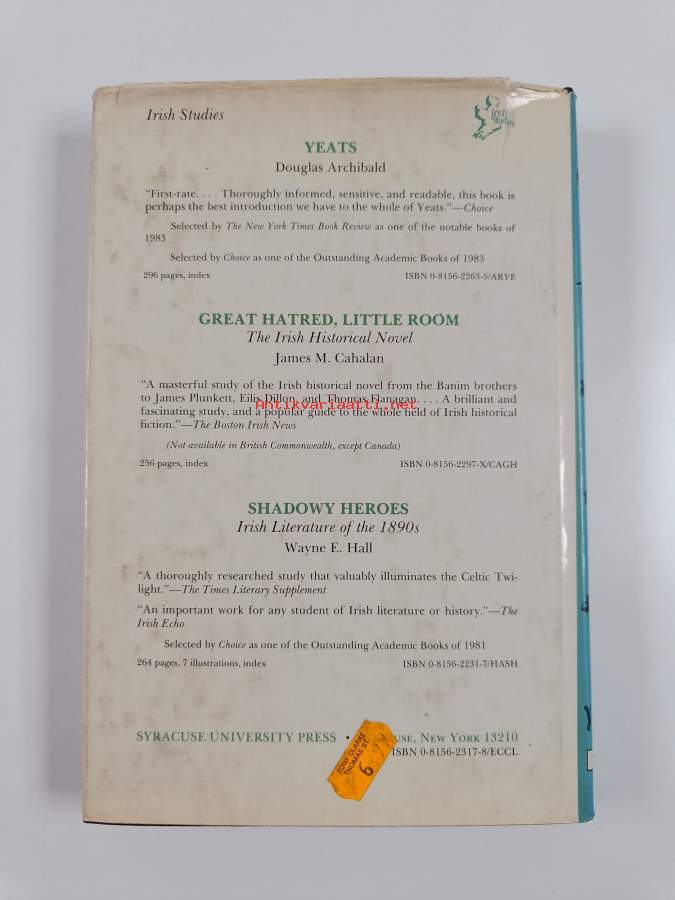 Irish Studies
Irish
Studies
YEATS
Douglas Archibald
“First-rate. . . . Thoroughly informed, sensitive, and readable, this book is
perhaps the best introduction we have to the whole of Yeats.”—Choice
Selected by The New York Times Book Review as one of the notable books of
1983
Selected by Choice as one of the Outstanding Academic Books of 1983
296 pages, index ISBN 0-8156-2263-5/ARYE
GREAT HATRED, LITTLE ROOM
The Irish Historical Novel
James M. Cahalan
“A masterful study of the Irish historical novel from the Banim brothers
to James Plunkett, Eilís Dillon, and Thomas Flanagan. . . . A brilliant and
Antikvariaatti.net
fascinating study, and a popular guide to the whole field of Irish historical
fiction.”—The Boston Irish News
(Not available in British Commonwealth, except Canada)
256 pages, index ISBN 0-8156-2297-X/CAGH
SHADOWY HEROES
Irish Literature of the 1890s
Wayne E. Hall
“A thoroughly researched study that valuably illuminates the Celtic Twi-
light.”—The Times Literary Supplement
“An important work for any student of Irish literature or history.”—The
Irish Echo
Selected by Choice as one of the Outstanding Academic Books of 1981
264 pages, 7 illustrations, index ISBN 0-8156-2231-7/HASH
SYRACUSE UNIVERSITY PRESS • USE, NEW YORK 13210
ISBN 0-8156-2317-8/ECCL
TONY CLARKE
THOMAS ST.
6